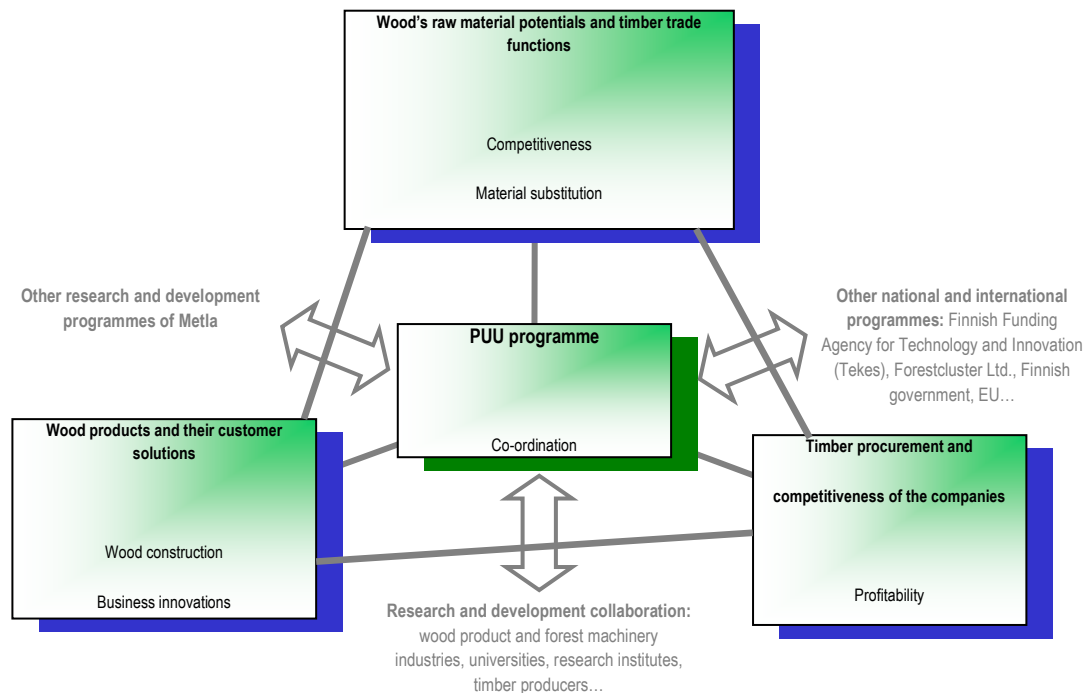 Wood's raw material potentials and timber trade
functions
Competitiveness
Material substitution
Other research and development
programmes of Metla
Other national and international
programmes: Finnish Funding
Agency for Technology and Innovation
(Tekes), Forestcluster Ltd., Finnish
government, EU…
PUU programme
Co-ordination
Wood products and their customer
solutions
Wood construction
Business innovations
Timber procurement and
competitiveness of the companies
Profitability
Research and development collaboration:
wood product and forest machinery
industries, universities, research institutes,
timber producers…